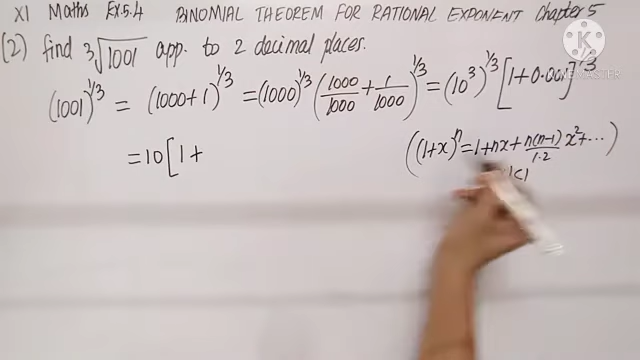 XI Maths EX.5.4 BINOMIAL THEOREM FOR RATIONAL EXPONENT Chapter 5
(2) find ∛1001 app. to 2 decimal places.
(1001)^1/3 = (1000+1)^1/3 = (1000)^1/3 (1000/1000 + 1/1000)^1/3 = (10^3)^1/3 [1+0.001]^1/3
= 10[1+
((1+x)^n = 1+nx+ n(n-1)/1·2 x^2+...)
KINEMASTER